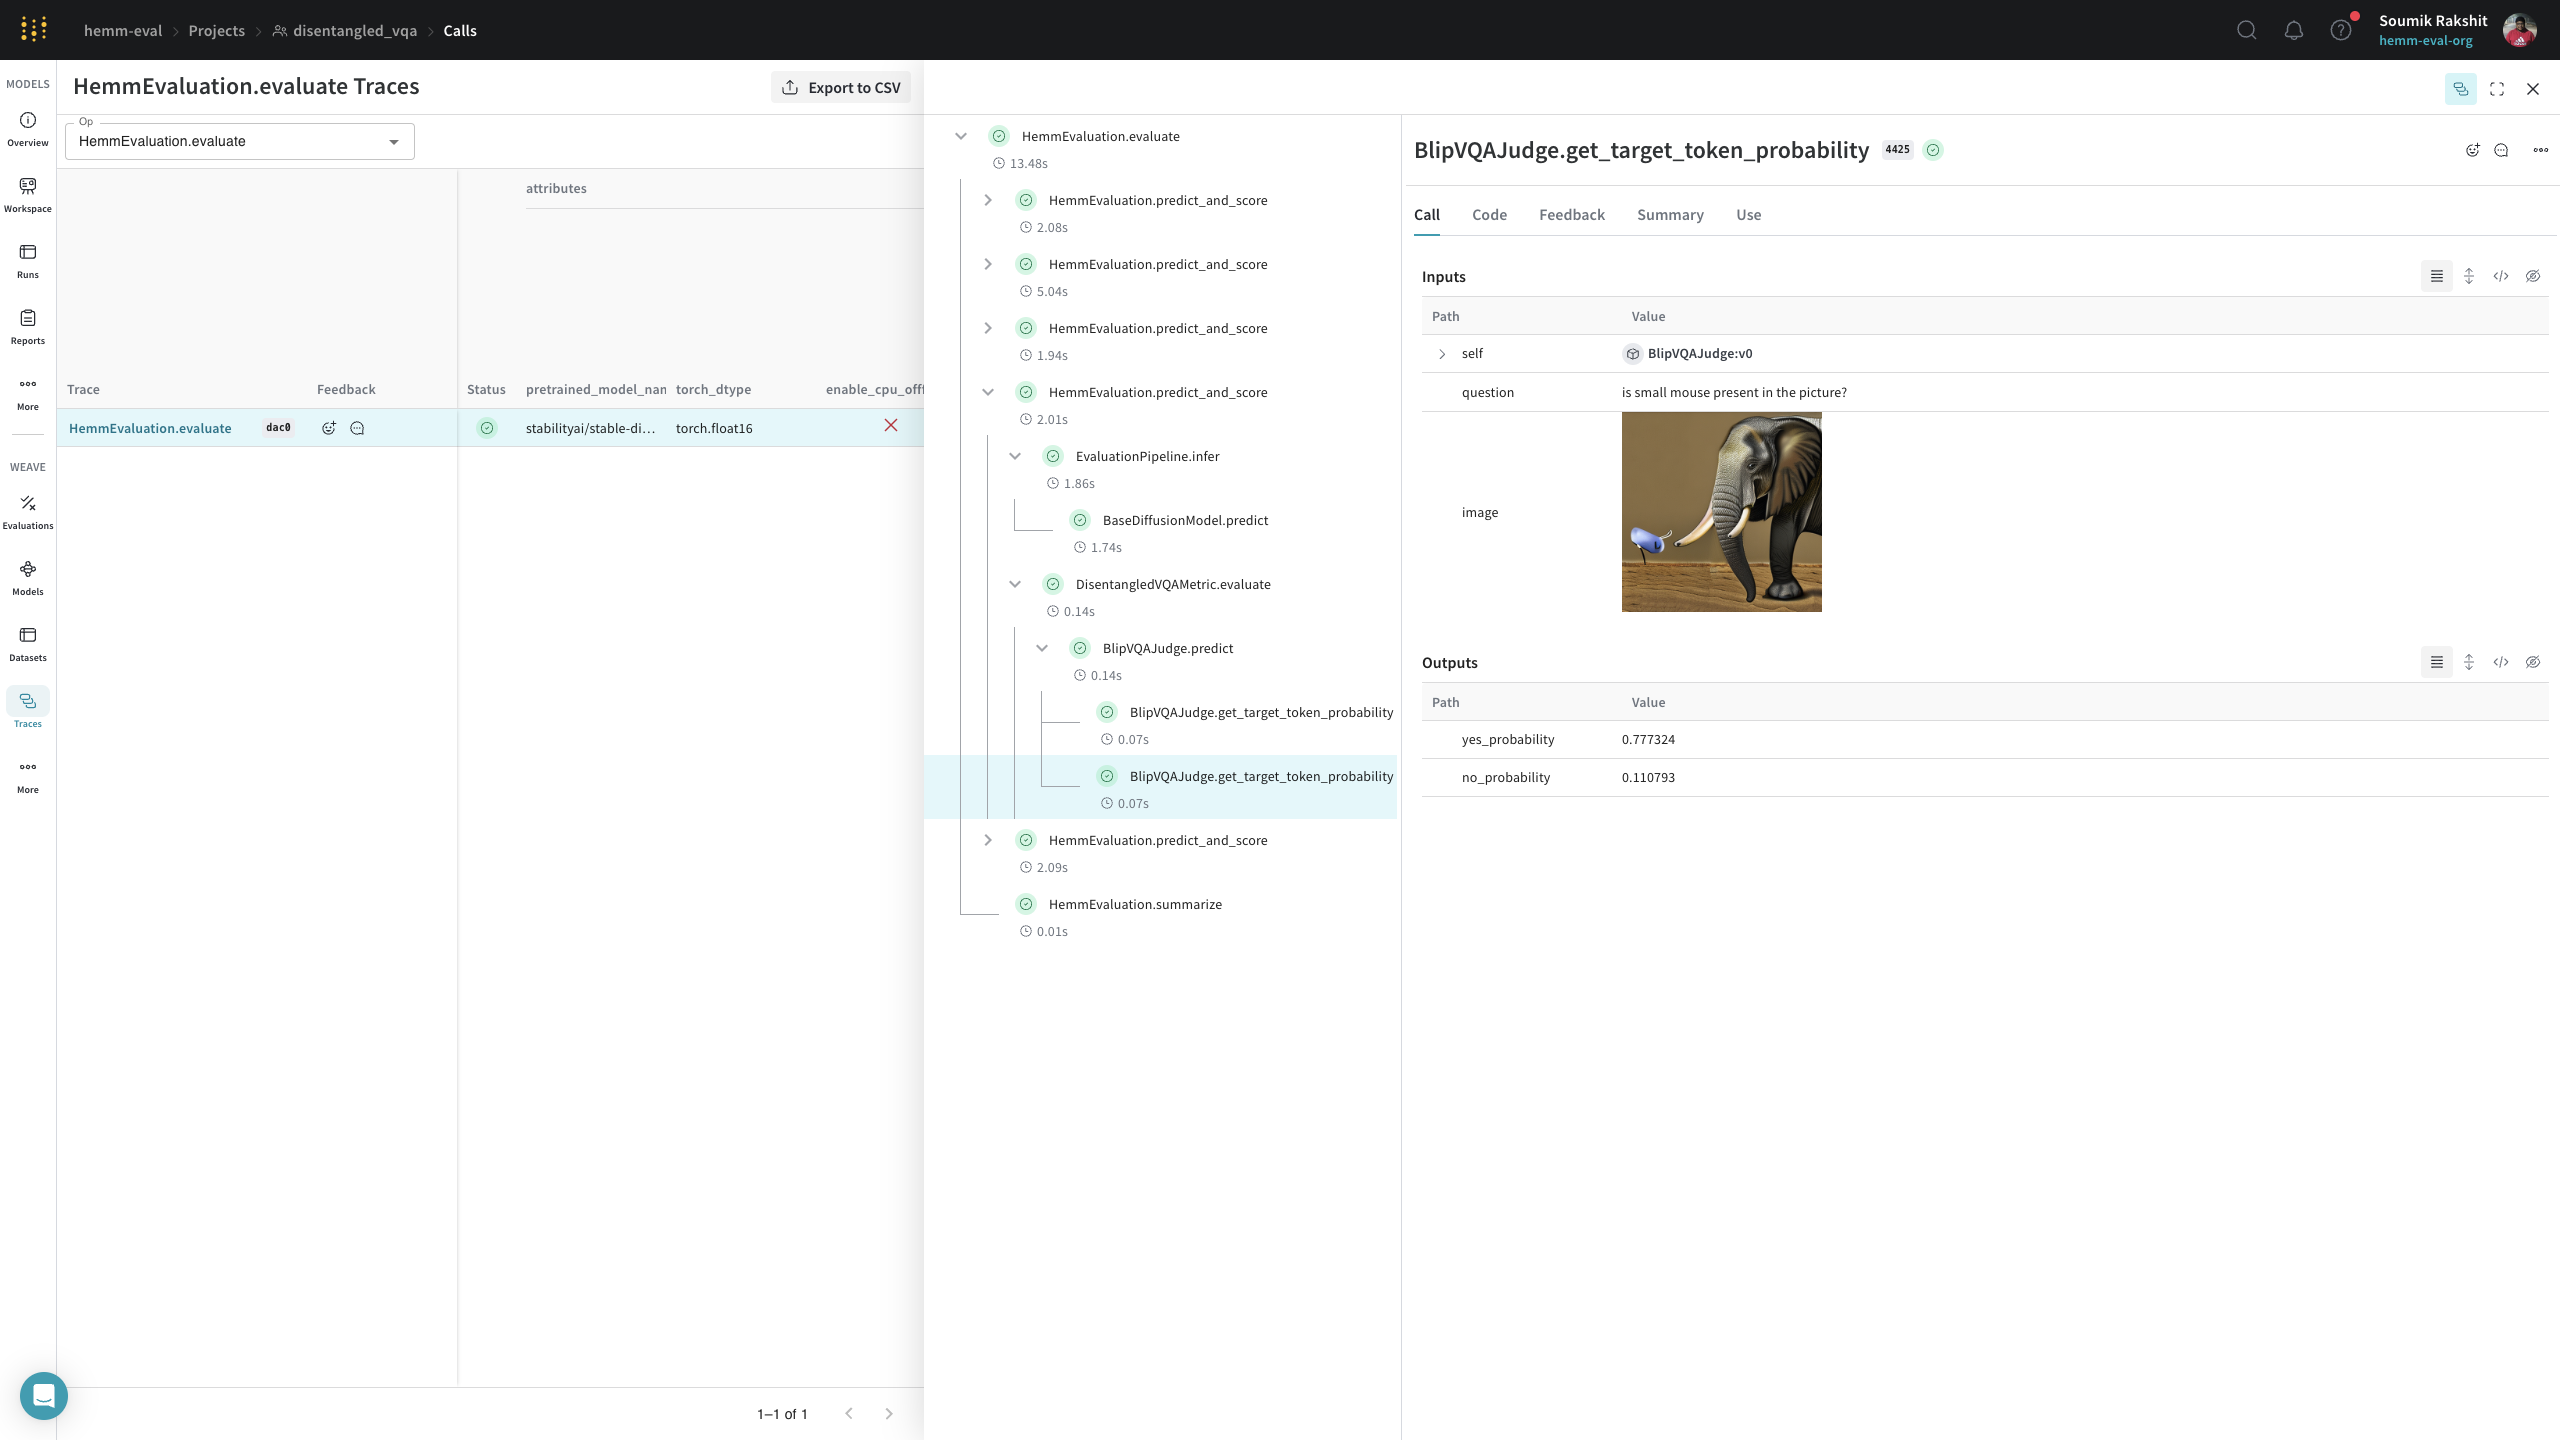 hemm-eval > Projects > disentangled_vqa > Calls
Soumik Rakshit
hemm-eval-org
MODELS
Overview
Workspace
Runs
Reports
More
WEAVE
Evaluations
Models
Datasets
Traces
More
HemmEvaluation.evaluate Traces
Export to CSV
Op
HemmEvaluation.evaluate
attributes
Trace Feedback Status pretrained_model_nan torch_dtype enable_cpu_off
HemmEvaluation.evaluate dac0 stabilityai/stable-di... torch.float16
1–1 of 1
HemmEvaluation.evaluate
13.48s
HemmEvaluation.predict_and_score
2.08s
HemmEvaluation.predict_and_score
5.04s
HemmEvaluation.predict_and_score
1.94s
HemmEvaluation.predict_and_score
2.01s
EvaluationPipeline.infer
1.86s
BaseDiffusionModel.predict
1.74s
DisentangledVQAMetric.evaluate
0.14s
BlipVQAJudge.predict
0.14s
BlipVQAJudge.get_target_token_probability
0.07s
BlipVQAJudge.get_target_token_probability
0.07s
HemmEvaluation.predict_and_score
2.09s
HemmEvaluation.summarize
0.01s
BlipVQAJudge.get_target_token_probability 4425
Call Code Feedback Summary Use
Inputs
Path Value
self BlipVQAJudge:v0
question is small mouse present in the picture?
image
Outputs
Path Value
yes_probability 0.777324
no_probability 0.110793